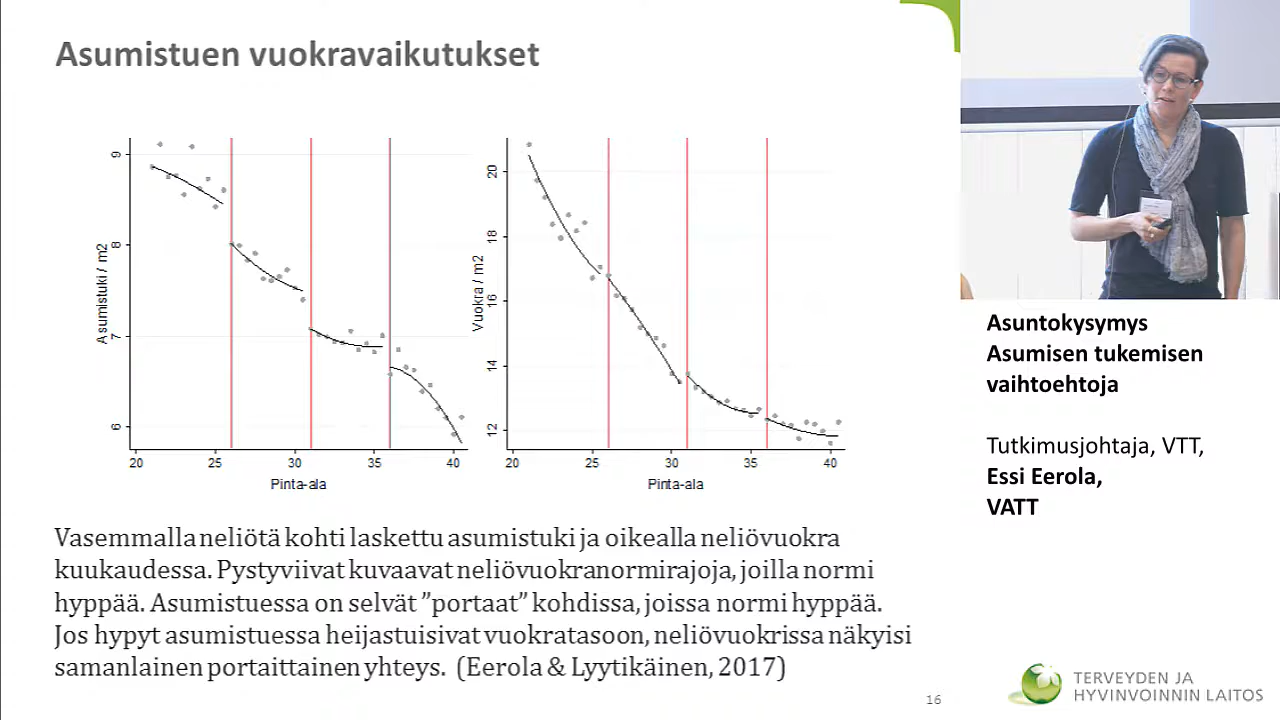 Asumistuen vuokravaikutukset
Asumistuki / m2
9
8
7
6
20 25 30 35 40
Pinta-ala
Vuokra / m2
20
18
16
14
12
20 25 30 35 40
Pinta-ala
Vasemmalla neliötä kohti laskettu asumistuki ja oikealla neliövuokra
kuukaudessa. Pystyviivat kuvaavat neliövuokranormirajoja, joilla normi
hyppää. Asumistuessa on selvät ”portaat” kohdissa, joissa normi hyppää.
Jos hypyt asumistuessa heijastuisivat vuokratasoon, neliövuokrissa näkyisi
samanlainen portaittainen yhteys. (Eerola & Lyytikäinen, 2017)
16
Asuntokysymys
Asumisen tukemisen
vaihtoehtoja
Tutkimusjohtaja, VTT,
Essi Eerola,
VATT
TERVEYDEN JA
HYVINVOINNIN LAITOS